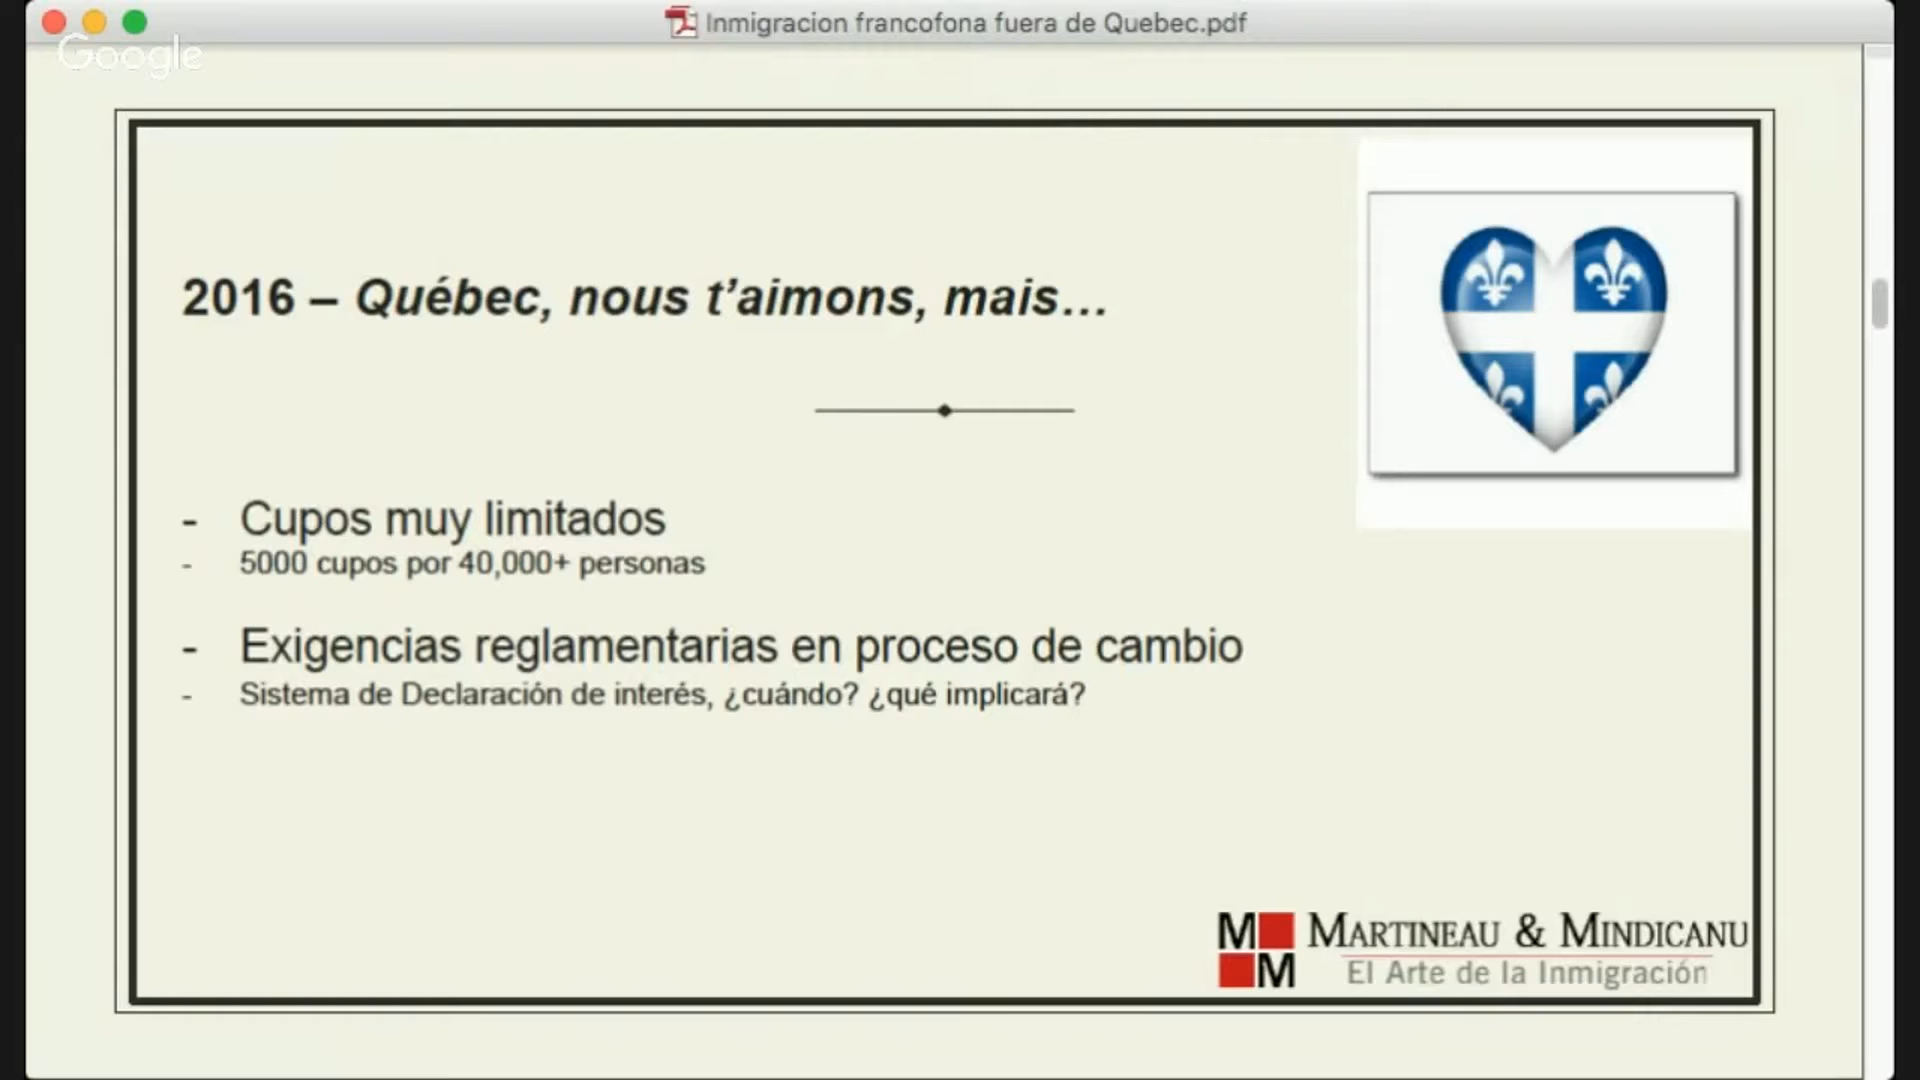 Inmigracion francofona fuera de Quebec.pdf
Google
2016 – Québec, nous t’aimons, mais…
- Cupos muy limitados
- 5000 cupos por 40,000+ personas
- Exigencias reglamentarias en proceso de cambio
- Sistema de Declaración de interés, ¿cuándo? ¿qué implicará?
M
M
MARTINEAU & MINDICANU
El Arte de la Inmigración